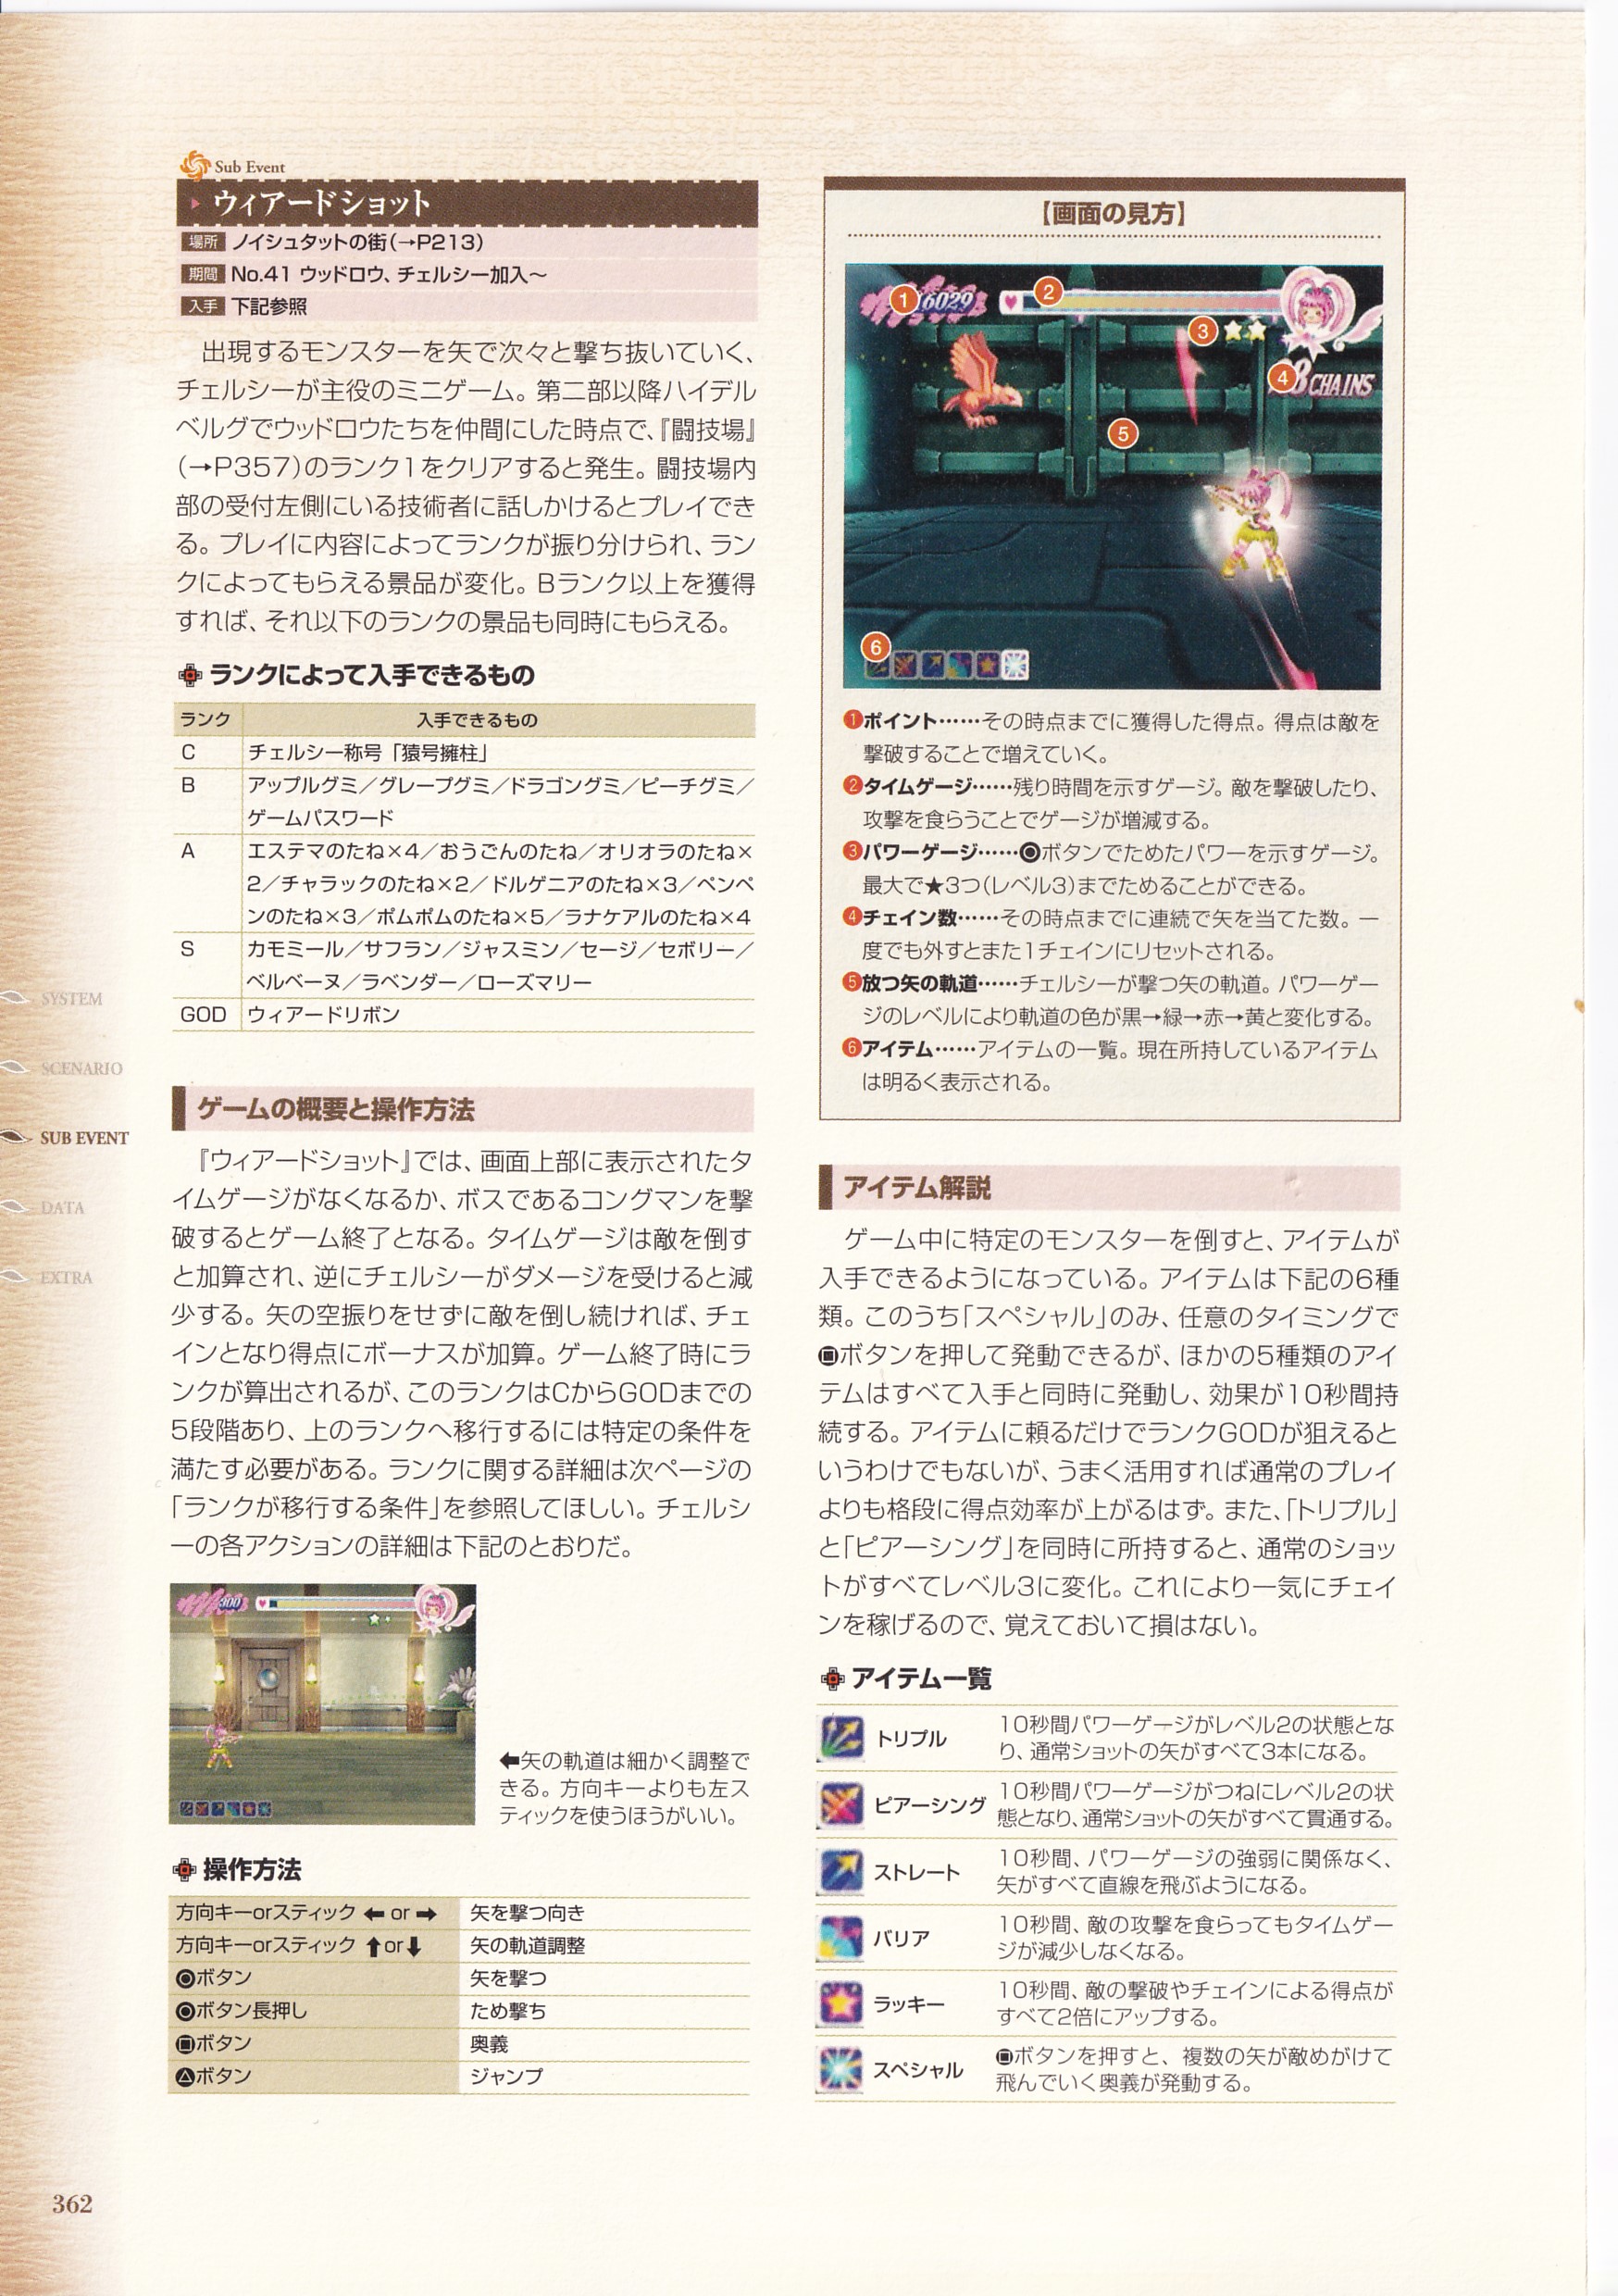 Sub Event
ウィアードショット
場所 ノイシュタットの街(→P213)
期間 No.41 ウッドロウ、チェルシー加入〜
入手 下記参照
出現するモンスターを矢で次々と撃ち抜いていく、
チェルシーが主役のミニゲーム。第二部以降ハイデル
ベルグでウッドロウたちを仲間にした時点で、『闘技場』
(→P357)のランク1をクリアすると発生。闘技場内
部の受付左側にいる技術者に話しかけるとプレイでき
る。プレイに内容によってランクが振り分けられ、ラン
クによってもらえる景品が変化。Bランク以上を獲得
すれば、それ以下のランクの景品も同時にもらえる。
ランクによって入手できるもの
ランク 入手できるもの
C チェルシー称号「猿号擁柱」
B アップルグミ／グレープグミ／ドラゴングミ／ピーチグミ／
ゲームパスワード
A エステマのたね×4／おうごんのたね／オリオラのたね×
2／チャラックのたね×2／ドルゲニアのたね×3／ペンペ
ンのたね×3／ポムポムのたね×5／ラナケアルのたね×4
S カモミール／サフラン／ジャスミン／セージ／セボリー／
ベルベーヌ／ラベンダー／ローズマリー
GOD ウィアードリボン
ゲームの概要と操作方法
『ウィアードショット』では、画面上部に表示されたタ
イムゲージがなくなるか、ボスであるコングマンを撃
破するとゲーム終了となる。タイムゲージは敵を倒す
と加算され、逆にチェルシーがダメージを受けると減
少する。矢の空振りをせずに敵を倒し続ければ、チェ
インとなり得点にボーナスが加算。ゲーム終了時にラ
ンクが算出されるが、このランクはCからGODまでの
5段階あり、上のランクへ移行するには特定の条件を
満たす必要がある。ランクに関する詳細は次ページの
「ランクが移行する条件」を参照してほしい。チェルシ
ーの各アクションの詳細は下記のとおりだ。
300
←矢の軌道は細かく調整で
きる。方向キーよりも左ス
ティックを使うほうがいい。
操作方法
方向キーorスティック ← or → 矢を撃つ向き
方向キーorスティック ↑or↓ 矢の軌道調整
◎ボタン 矢を撃つ
◎ボタン長押し ため撃ち
□ボタン 奥義
△ボタン ジャンプ
【画面の見方】
1 6029
2
3
4 8 CHAINS
5
6
❶ポイント……その時点までに獲得した得点。得点は敵を
撃破することで増えていく。
❷タイムゲージ……残り時間を示すゲージ。敵を撃破したり、
攻撃を食らうことでゲージが増減する。
❸パワーゲージ……◎ボタンでためたパワーを示すゲージ。
最大で★3つ(レベル3)までためることができる。
❹チェイン数……その時点までに連続で矢を当てた数。一
度でも外すとまた1チェインにリセットされる。
❺放つ矢の軌道……チェルシーが撃つ矢の軌道。パワーゲー
ジのレベルにより軌道の色が黒→緑→赤→黄と変化する。
❻アイテム……アイテムの一覧。現在所持しているアイテム
は明るく表示される。
アイテム解説
ゲーム中に特定のモンスターを倒すと、アイテムが
入手できるようになっている。アイテムは下記の6種
類。このうち「スペシャル」のみ、任意のタイミングで
□ボタンを押して発動できるが、ほかの5種類のアイ
テムはすべて入手と同時に発動し、効果が10秒間持
続する。アイテムに頼るだけでランクGODが狙えると
いうわけでもないが、うまく活用すれば通常のプレイ
よりも格段に得点効率が上がるはず。また、「トリプル」
と「ピアーシング」を同時に所持すると、通常のショッ
トがすべてレベル3に変化。これにより一気にチェイ
ンを稼げるので、覚えておいて損はない。
アイテム一覧
トリプル 10秒間パワーゲージがレベル2の状態とな
り、通常ショットの矢がすべて3本になる。
ピアーシング 10秒間パワーゲージがつねにレベル2の状
態となり、通常ショットの矢がすべて貫通する。
ストレート 10秒間、パワーゲージの強弱に関係なく、
矢がすべて直線を飛ぶようになる。
バリア 10秒間、敵の攻撃を食らってもタイムゲー
ジが減少しなくなる。
ラッキー 10秒間、敵の撃破やチェインによる得点が
すべて2倍にアップする。
スペシャル □ボタンを押すと、複数の矢が敵めがけて
飛んでいく奥義が発動する。
SYSTEM
SCENARIO
SUB EVENT
DATA
EXTRA
362